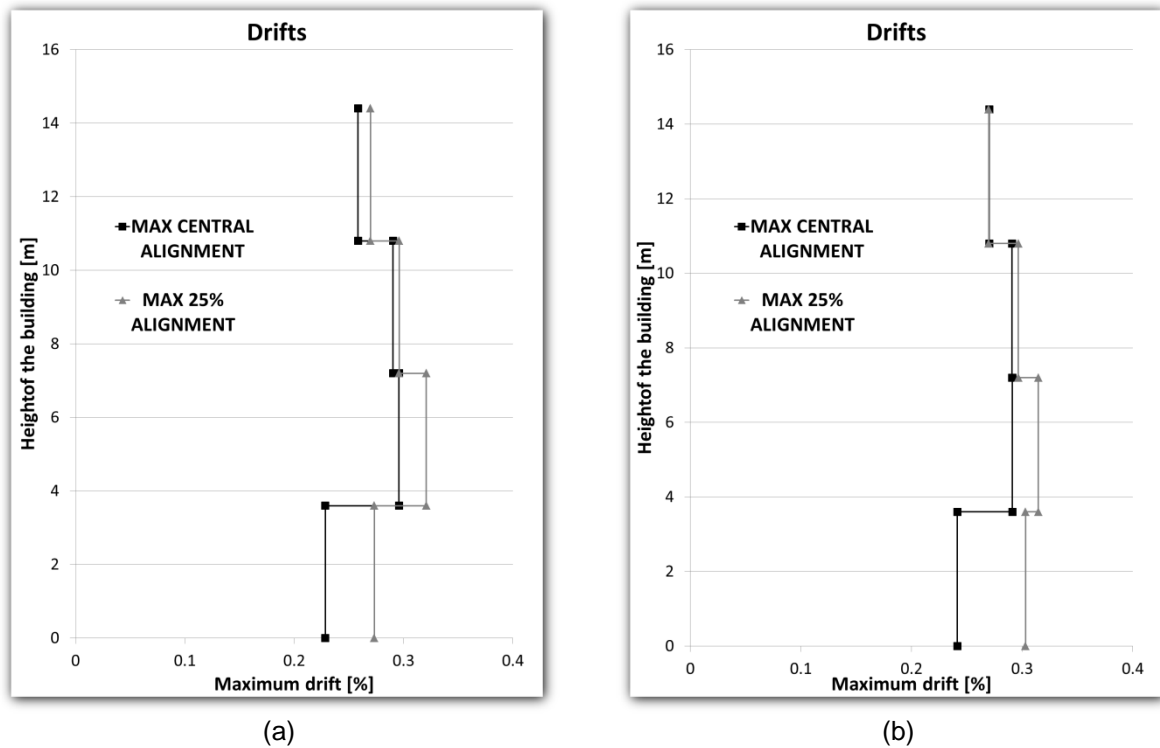 Drifts
16
14
12
10
8
6
4
2
0
Heightof the building [m]
MAX CENTRAL
ALIGNMENT
MAX 25%
ALIGNMENT
0
0.1
0.2
0.3
0.4
Maximum drift [%]
(a)
Drifts
16
14
12
10
8
6
4
2
0
Heightof the building [m]
MAX CENTRAL
ALIGNMENT
MAX 25%
ALIGNMENT
0
0.1
0.2
0.3
0.4
Maximum drift [%]
(b)